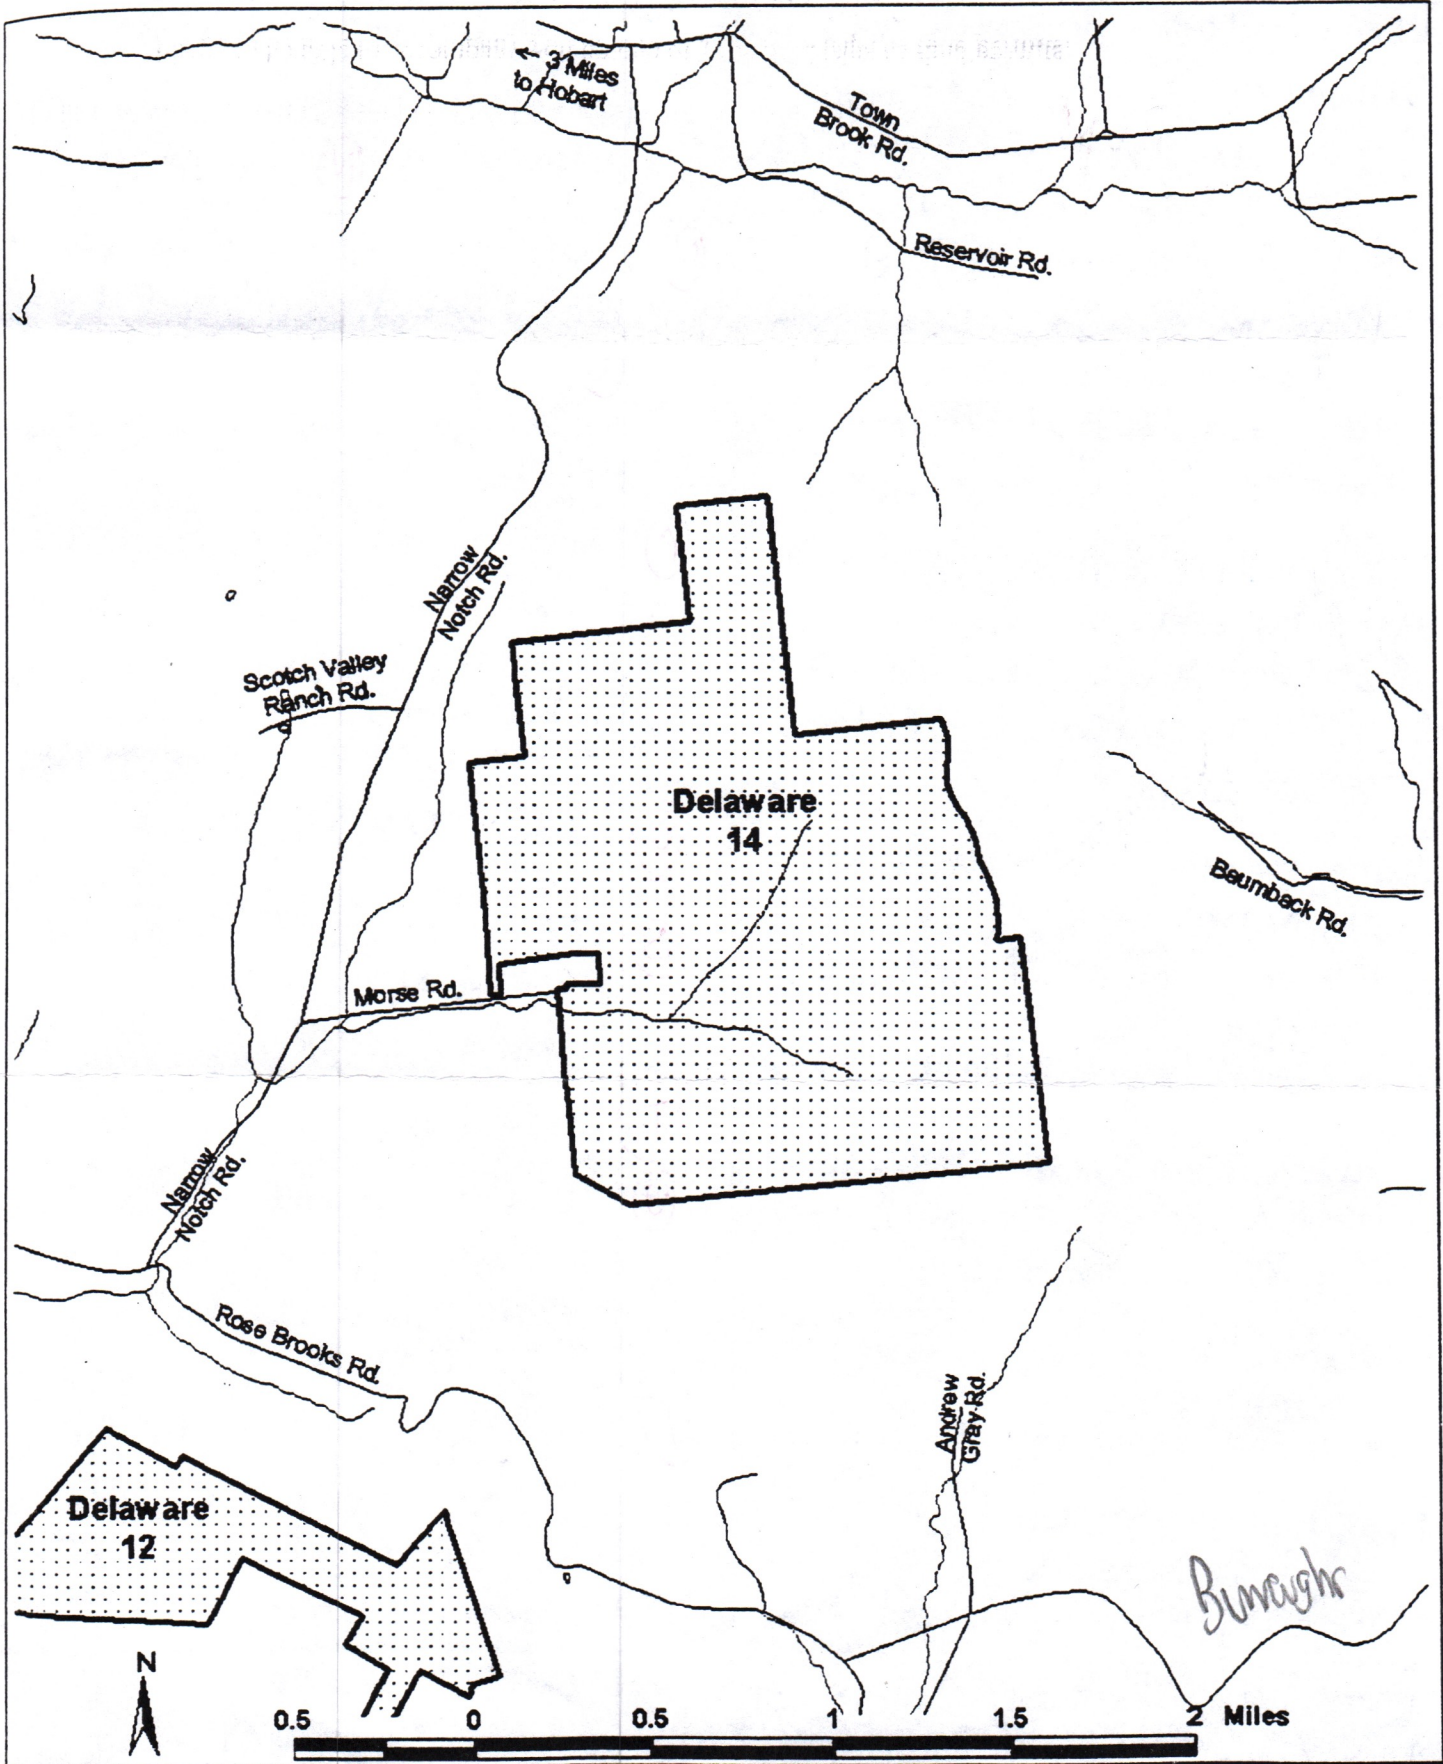 ← 3 Miles
to Hobart
Town
Brook Rd.
Reservoir Rd.
Narrow
Notch Rd.
Scotch Valley
Ranch Rd.
Delaware
14
Baumback Rd.
Morse Rd.
Narrow
Notch Rd.
Rose Brooks Rd.
Andrew
Gray Rd.
Delaware
12
Burroughs
N
0.5 0 0.5 1 1.5 2 Miles